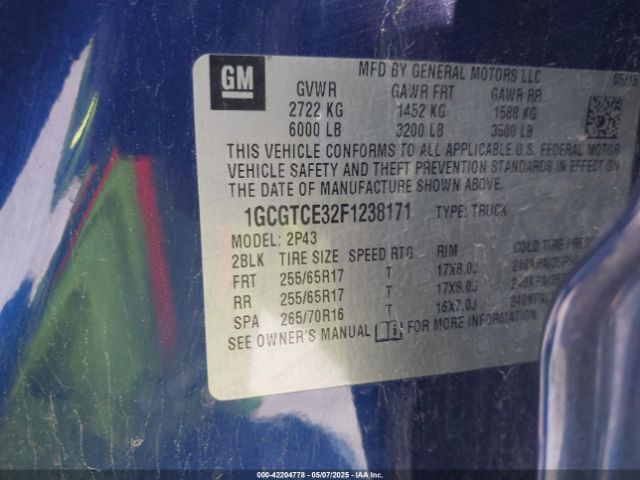 GM
MFD BY GENERAL MOTORS LLC
GVWR GAWR FRT GAWR RR
2722 KG 1452 KG 1588 KG
6000 LB 3200 LB 3500 LB
THIS VEHICLE CONFORMS TO ALL APPLICABLE U.S. FEDERAL MOTOR
VEHICLE SAFETY AND THEFT PREVENTION STANDARDS IN EFFECT ON
THE DATE OF MANUFACTURE SHOWN ABOVE.
1GCGTCE32F1238171 TYPE: TRUCK
MODEL: 2P43
2BLK TIRE SIZE SPEED RTG RIM COLD TIRE
FRT 255/65R17 T 17X8.0J
RR 255/65R17 T 17X8.0J
SPA 265/70R16 T 16X7.0J
SEE OWNER'S MANUAL FOR MORE INFORMATION.
000-42204778 - 05/07/2025 - IAAI.COM